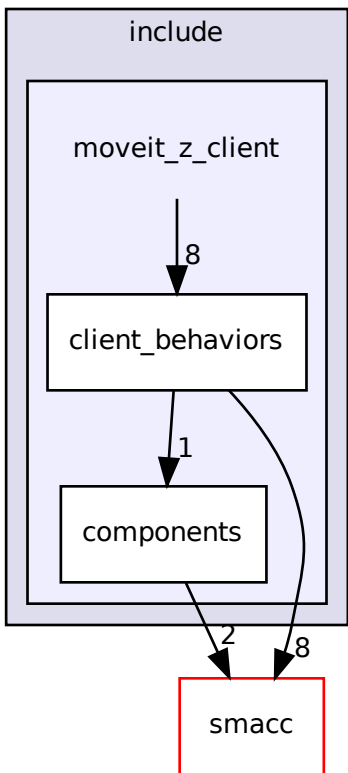 include
moveit_z_client
8
client_behaviors
1
components
2
8
smacc